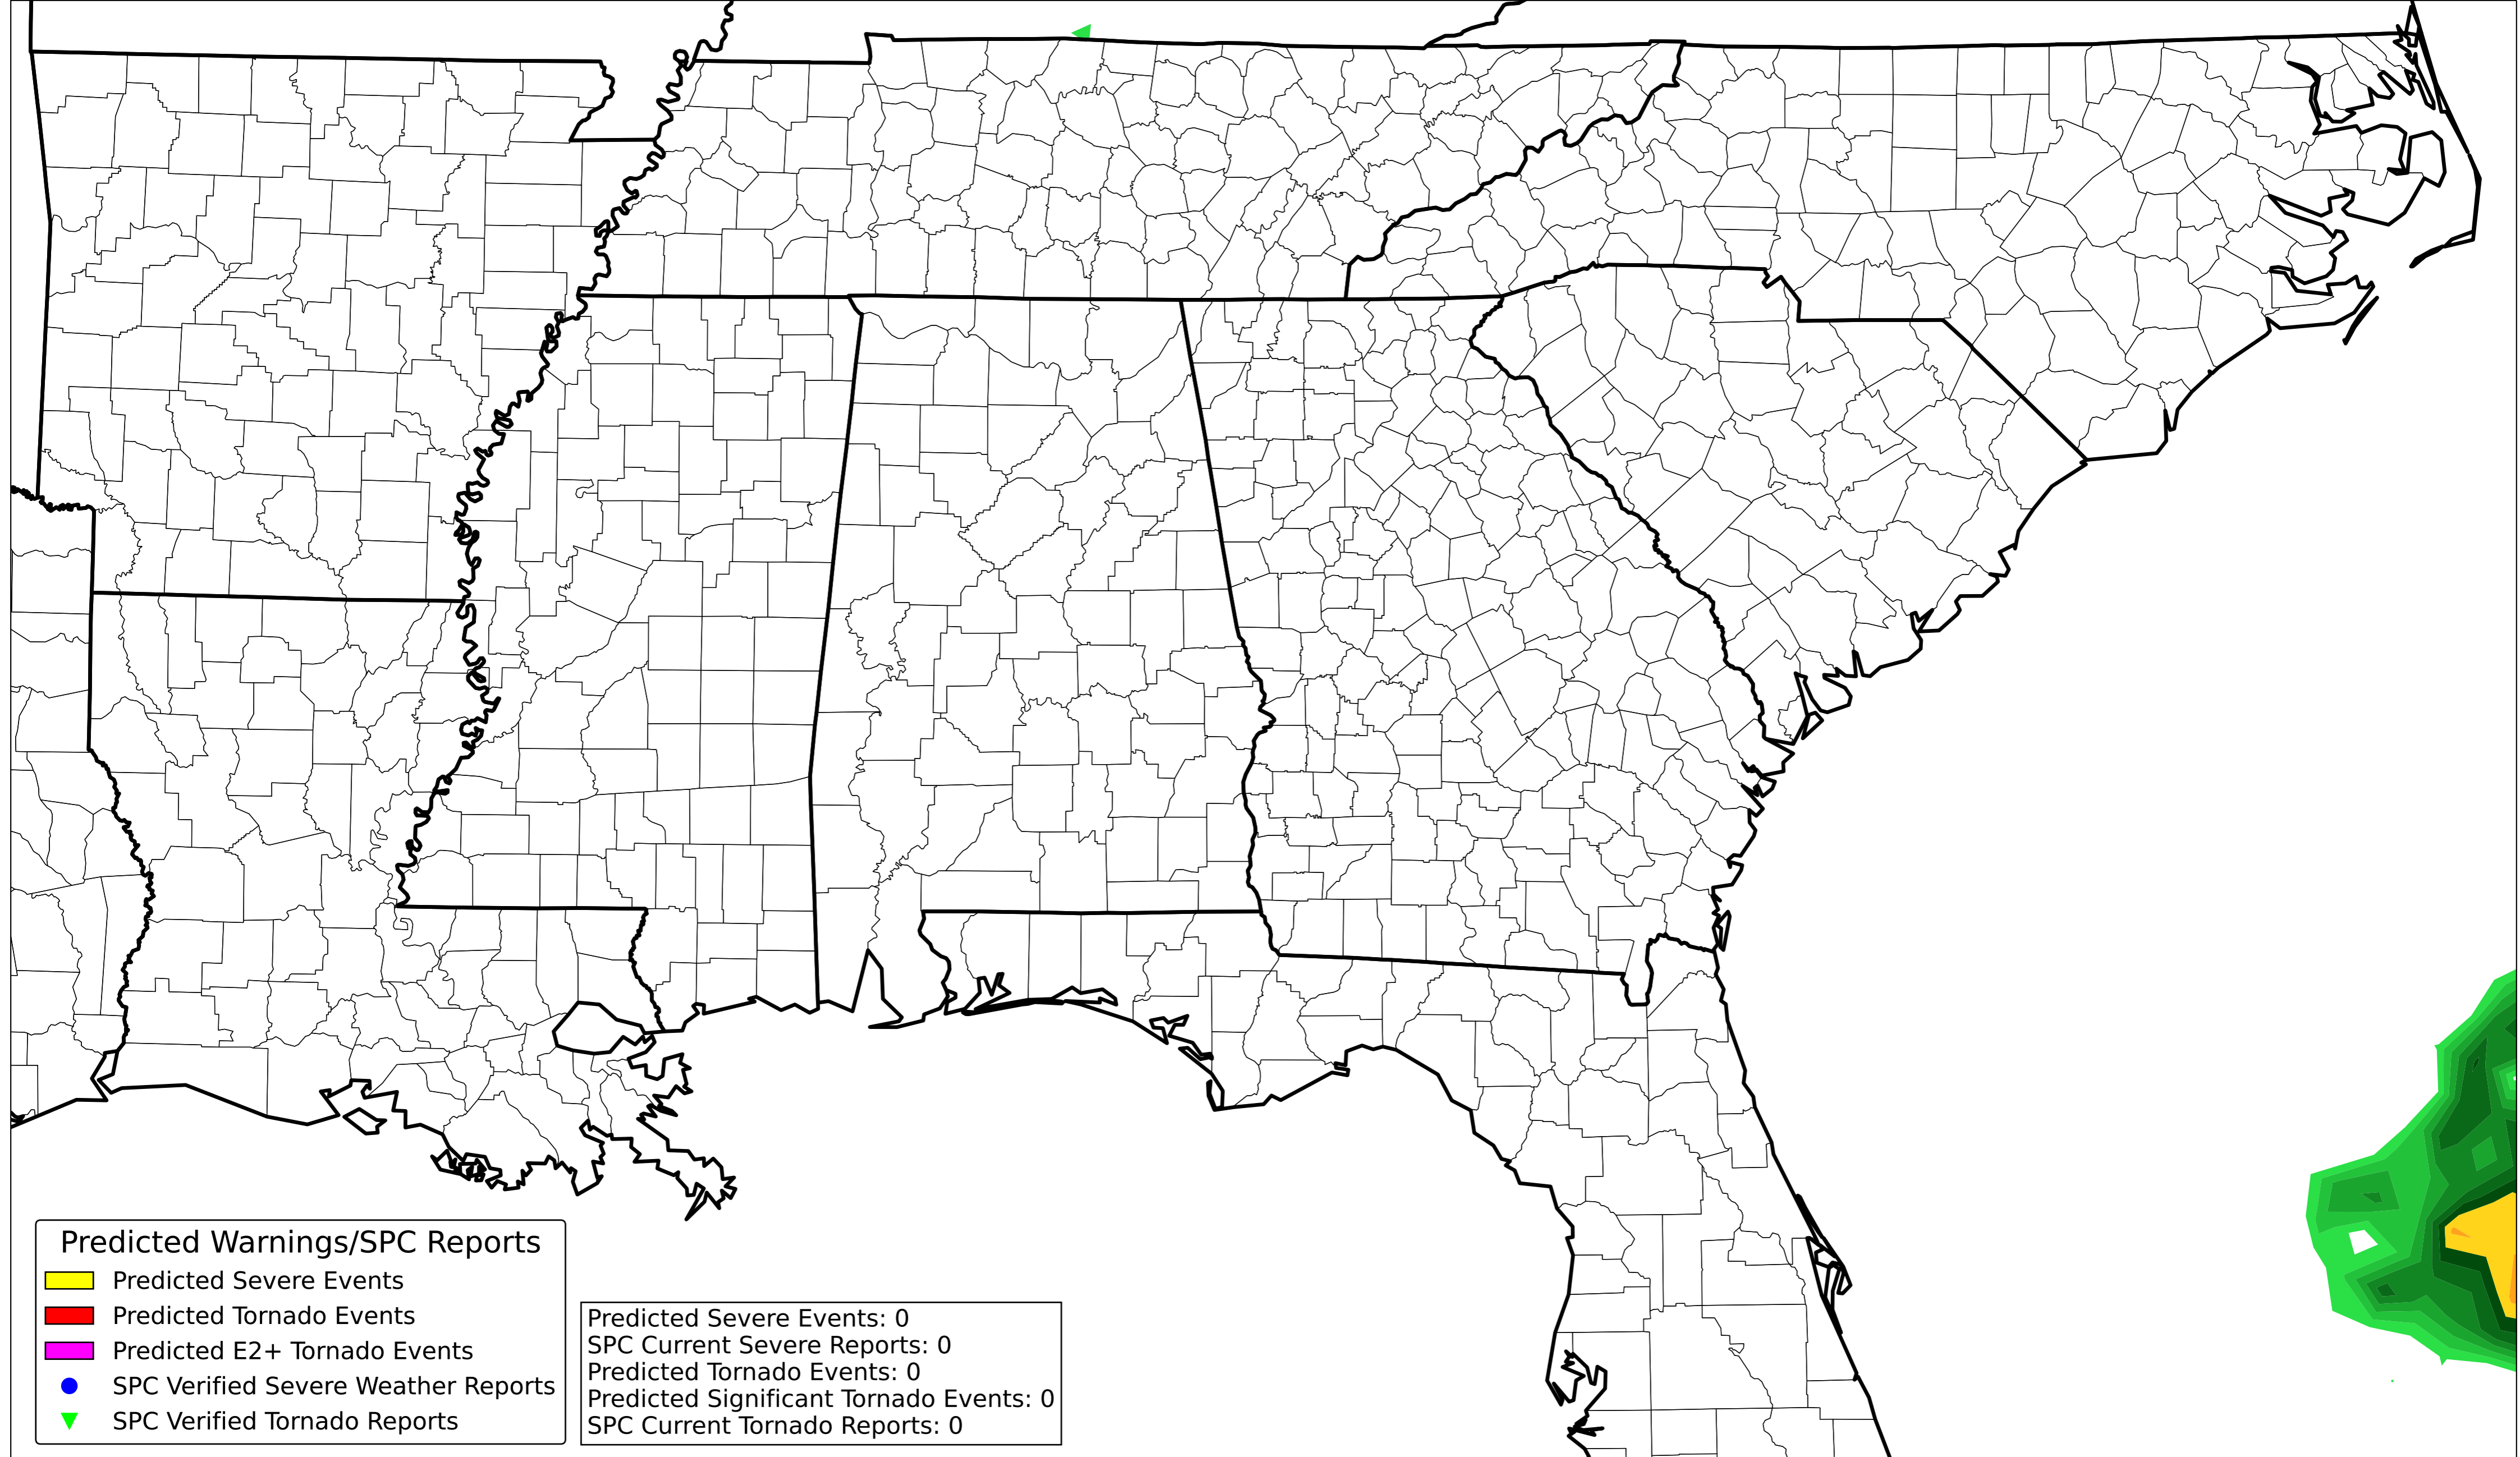 Predicted Warnings/SPC Reports
Predicted Severe Events
Predicted Tornado Events
Predicted E2+ Tornado Events
SPC Verified Severe Weather Reports
SPC Verified Tornado Reports
Predicted Severe Events: 0
SPC Current Severe Reports: 0
Predicted Tornado Events: 0
Predicted Significant Tornado Events: 0
SPC Current Tornado Reports: 0